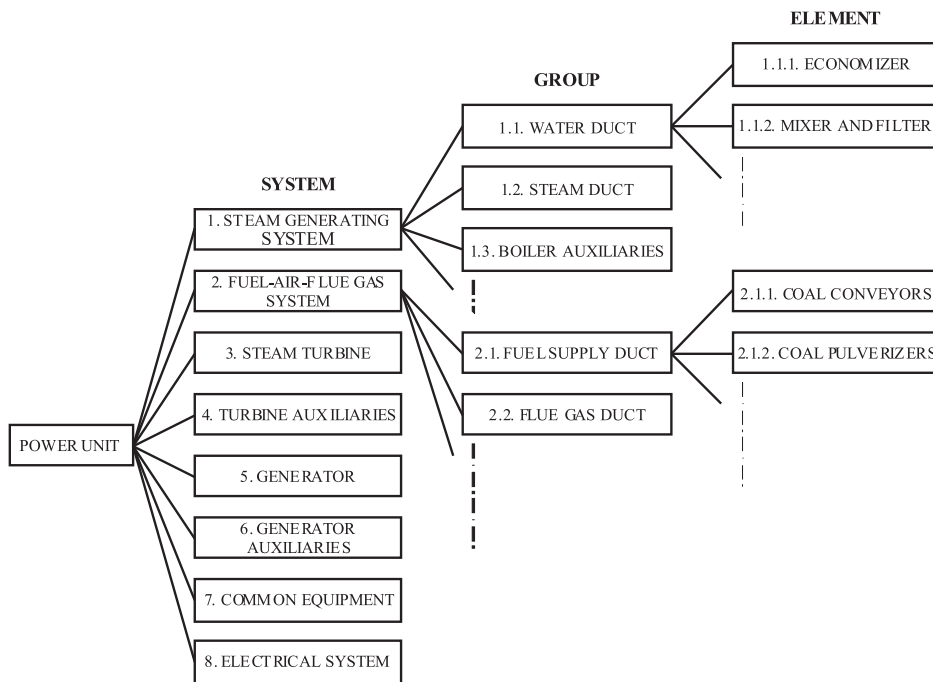 ELEMENT
1.1.1. ECONOMIZER
GROUP
1.1. WATER DUCT
1.1.2. MIXER AND FILTER
SYSTEM
1.2. STEAM DUCT
1. STEAM GENERATING
SYSTEM
1.3. BOILER AUXILIARIES
2. FUEL-AIR-FLUE GAS
SYSTEM
2.1.1. COAL CONVEYORS
3. STEAM TURBINE
2.1. FUEL SUPPLY DUCT
2.1.2. COAL PULVERIZERS
4. TURBINE AUXILIARIES
2.2. FLUE GAS DUCT
POWER UNIT
5. GENERATOR
6. GENERATOR
AUXILIARIES
7. COMMON EQUIPMENT
8. ELECTRICAL SYSTEM